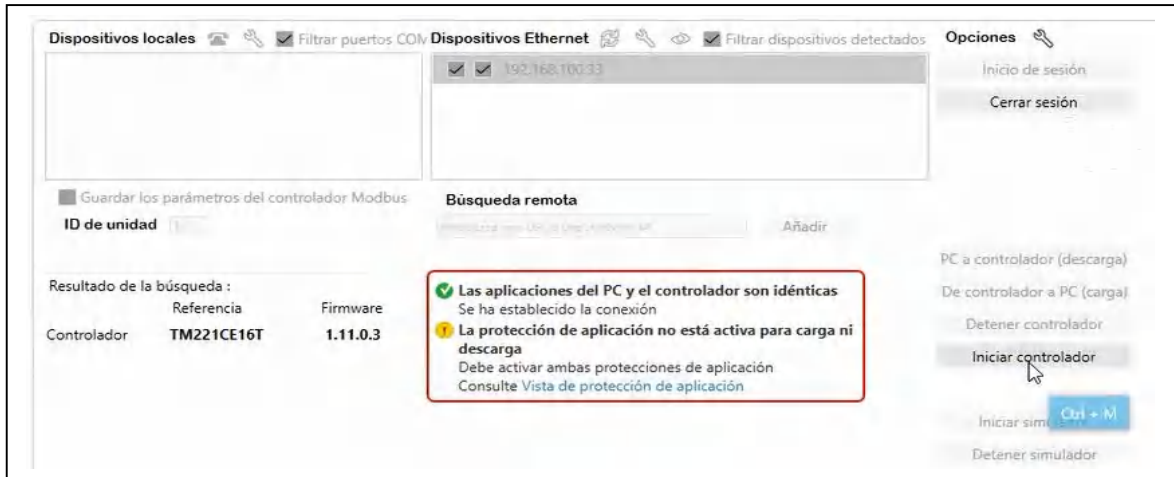 Dispositivos locales
Filtrar puertos COM
Dispositivos Ethernet
Filtrar dispositivos detectados
Opciones
192.168.100.33
Inicio de sesión
Cerrar sesión
Guardar los parámetros del controlador Modbus
Búsqueda remota
ID de unidad
Añadir
PC a controlador (descarga)
De controlador a PC (carga)
Detener controlador
Iniciar controlador
Ctrl + M
Iniciar
Detener simulador
Resultado de la búsqueda :
Referencia Firmware
Controlador TM221CE16T 1.11.0.3
Las aplicaciones del PC y el controlador son idénticas
Se ha establecido la conexión
La protección de aplicación no está activa para carga ni
descarga
Debe activar ambas protecciones de aplicación
Consulte Vista de protección de aplicación